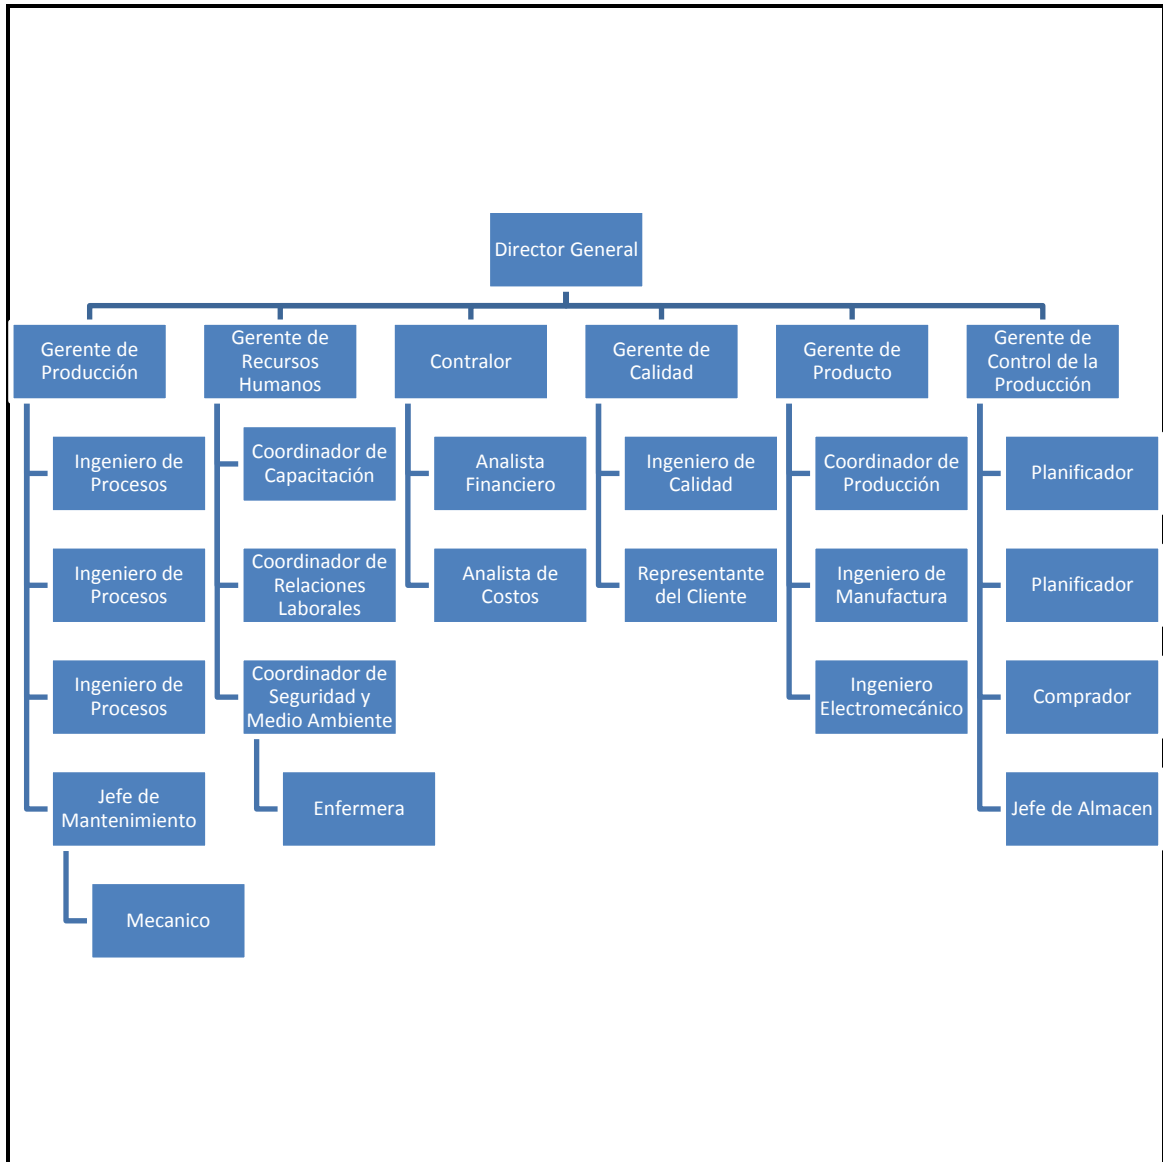 Director General
Gerente de
Producción
Gerente de
Recursos
Humanos
Contralor
Gerente de
Calidad
Gerente de
Producto
Gerente de
Control de la
Producción
Ingeniero de
Procesos
Coordinador de
Capacitación
Analista
Financiero
Ingeniero de
Calidad
Coordinador de
Producción
Planificador
Ingeniero de
Procesos
Coordinador de
Relaciones
Laborales
Analista de
Costos
Representante
del Cliente
Ingeniero de
Manufactura
Planificador
Ingeniero de
Procesos
Coordinador de
Seguridad y
Medio Ambiente
Ingeniero
Electromecánico
Comprador
Jefe de
Mantenimiento
Enfermera
Jefe de Almacen
Mecanico